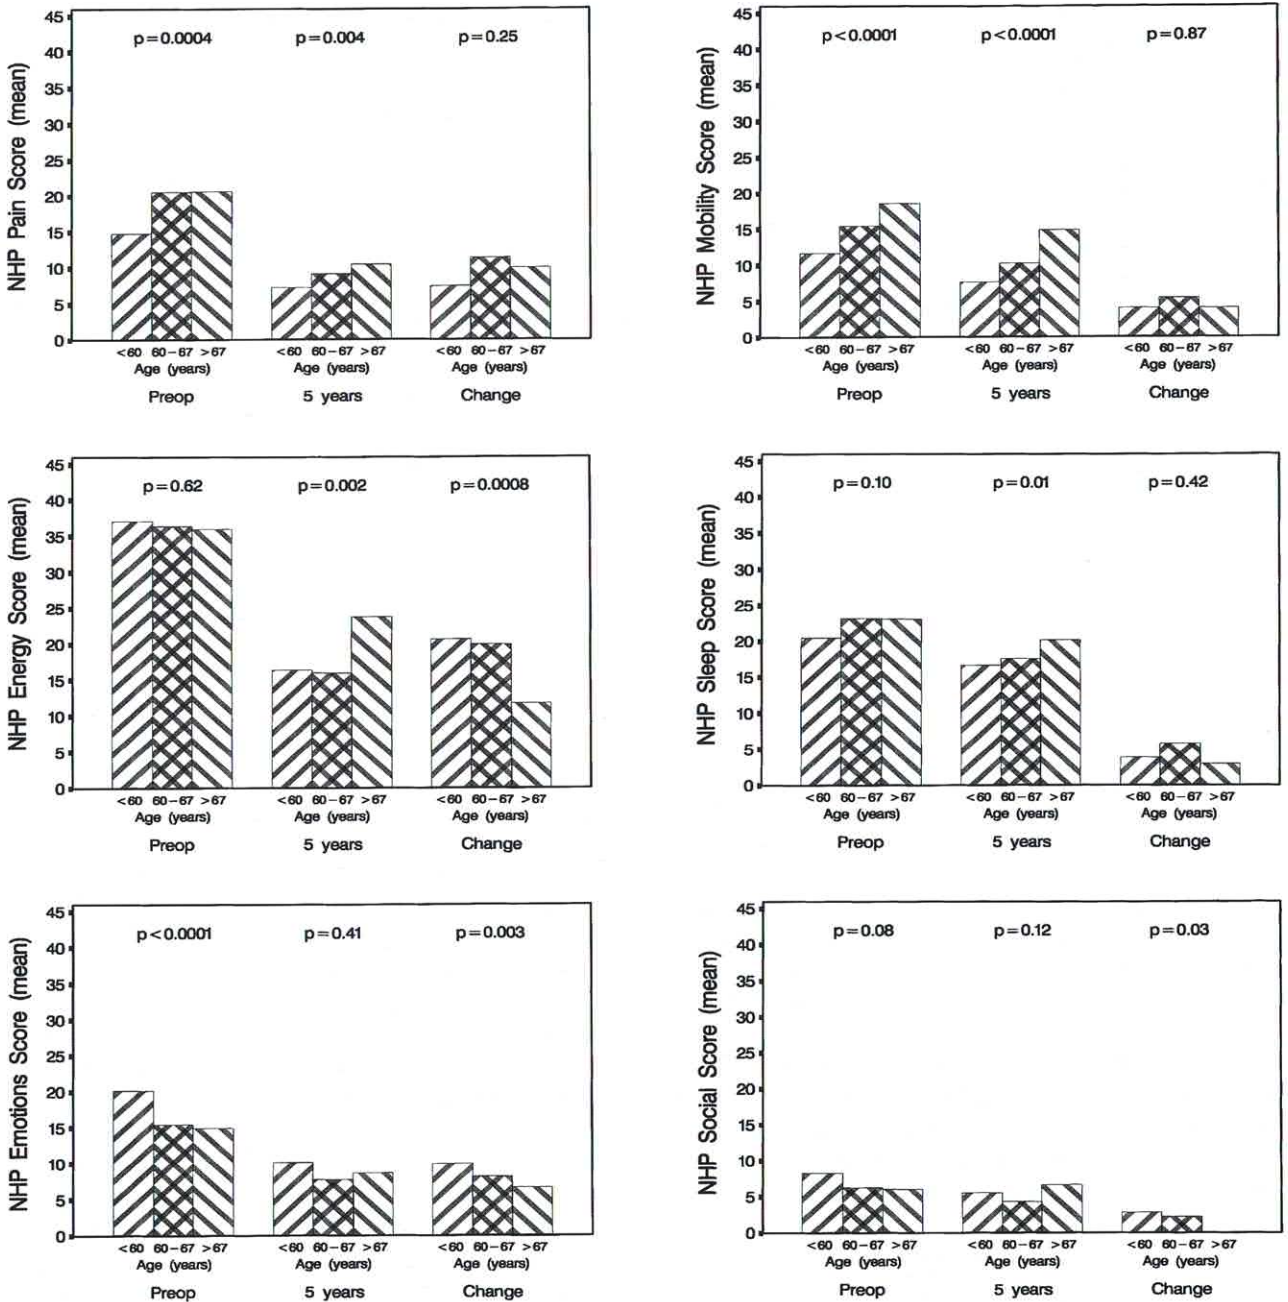 NHP Pain Score (mean)
p=0.0004 p=0.004 p=0.25
45
40
35
30
25
20
15
10
5
0
<60 60-67 >67 <60 60-67 >67 <60 60-67 >67
Age (years) Age (years) Age (years)
Preop 5 years Change
NHP Mobility Score (mean)
p<0.0001 p<0.0001 p=0.87
45
40
35
30
25
20
15
10
5
0
<60 60-67 >67 <60 60-67 >67 <60 60-67 >67
Age (years) Age (years) Age (years)
Preop 5 years Change
NHP Energy Score (mean)
p=0.62 p=0.002 p=0.0008
45
40
35
30
25
20
15
10
5
0
<60 60-67 >67 <60 60-67 >67 <60 60-67 >67
Age (years) Age (years) Age (years)
Preop 5 years Change
NHP Sleep Score (mean)
p=0.10 p=0.01 p=0.42
45
40
35
30
25
20
15
10
5
0
<60 60-67 >67 <60 60-67 >67 <60 60-67 >67
Age (years) Age (years) Age (years)
Preop 5 years Change
NHP Emotions Score (mean)
p<0.0001 p=0.41 p=0.003
45
40
35
30
25
20
15
10
5
0
<60 60-67 >67 <60 60-67 >67 <60 60-67 >67
Age (years) Age (years) Age (years)
Preop 5 years Change
NHP Social Score (mean)
p=0.08 p=0.12 p=0.03
45
40
35
30
25
20
15
10
5
0
<60 60-67 >67 <60 60-67 >67 <60 60-67 >67
Age (years) Age (years) Age (years)
Preop 5 years Change